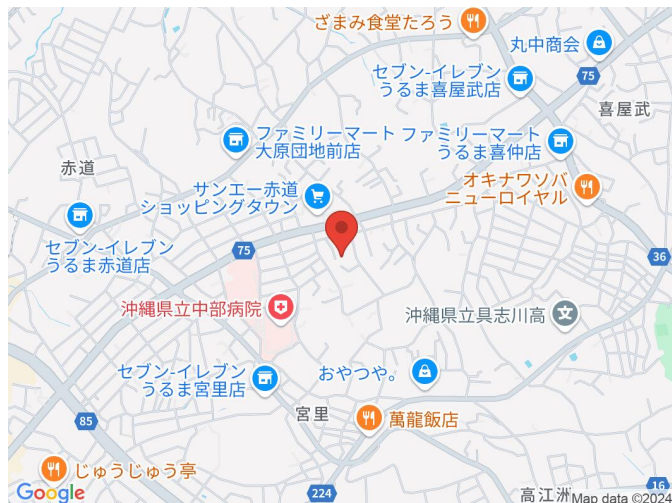 ざまみ食堂たろう
丸中商会
セブン-イレブン
うるま喜屋武店
75
喜屋武
ファミリーマート
大原団地前店
ファミリーマート
うるま喜仲店
赤道
サンエー赤道
ショッピングタウン
オキナワソバ
ニューロイヤル
セブン-イレブン
うるま赤道店
75
36
沖縄県立中部病院
沖縄県立具志川高
セブン-イレブン
うるま宮里店
おやつや。
宮里
萬龍飯店
85
じゅうじゅう亭
224
高江洲
16
Google
Map data ©2024